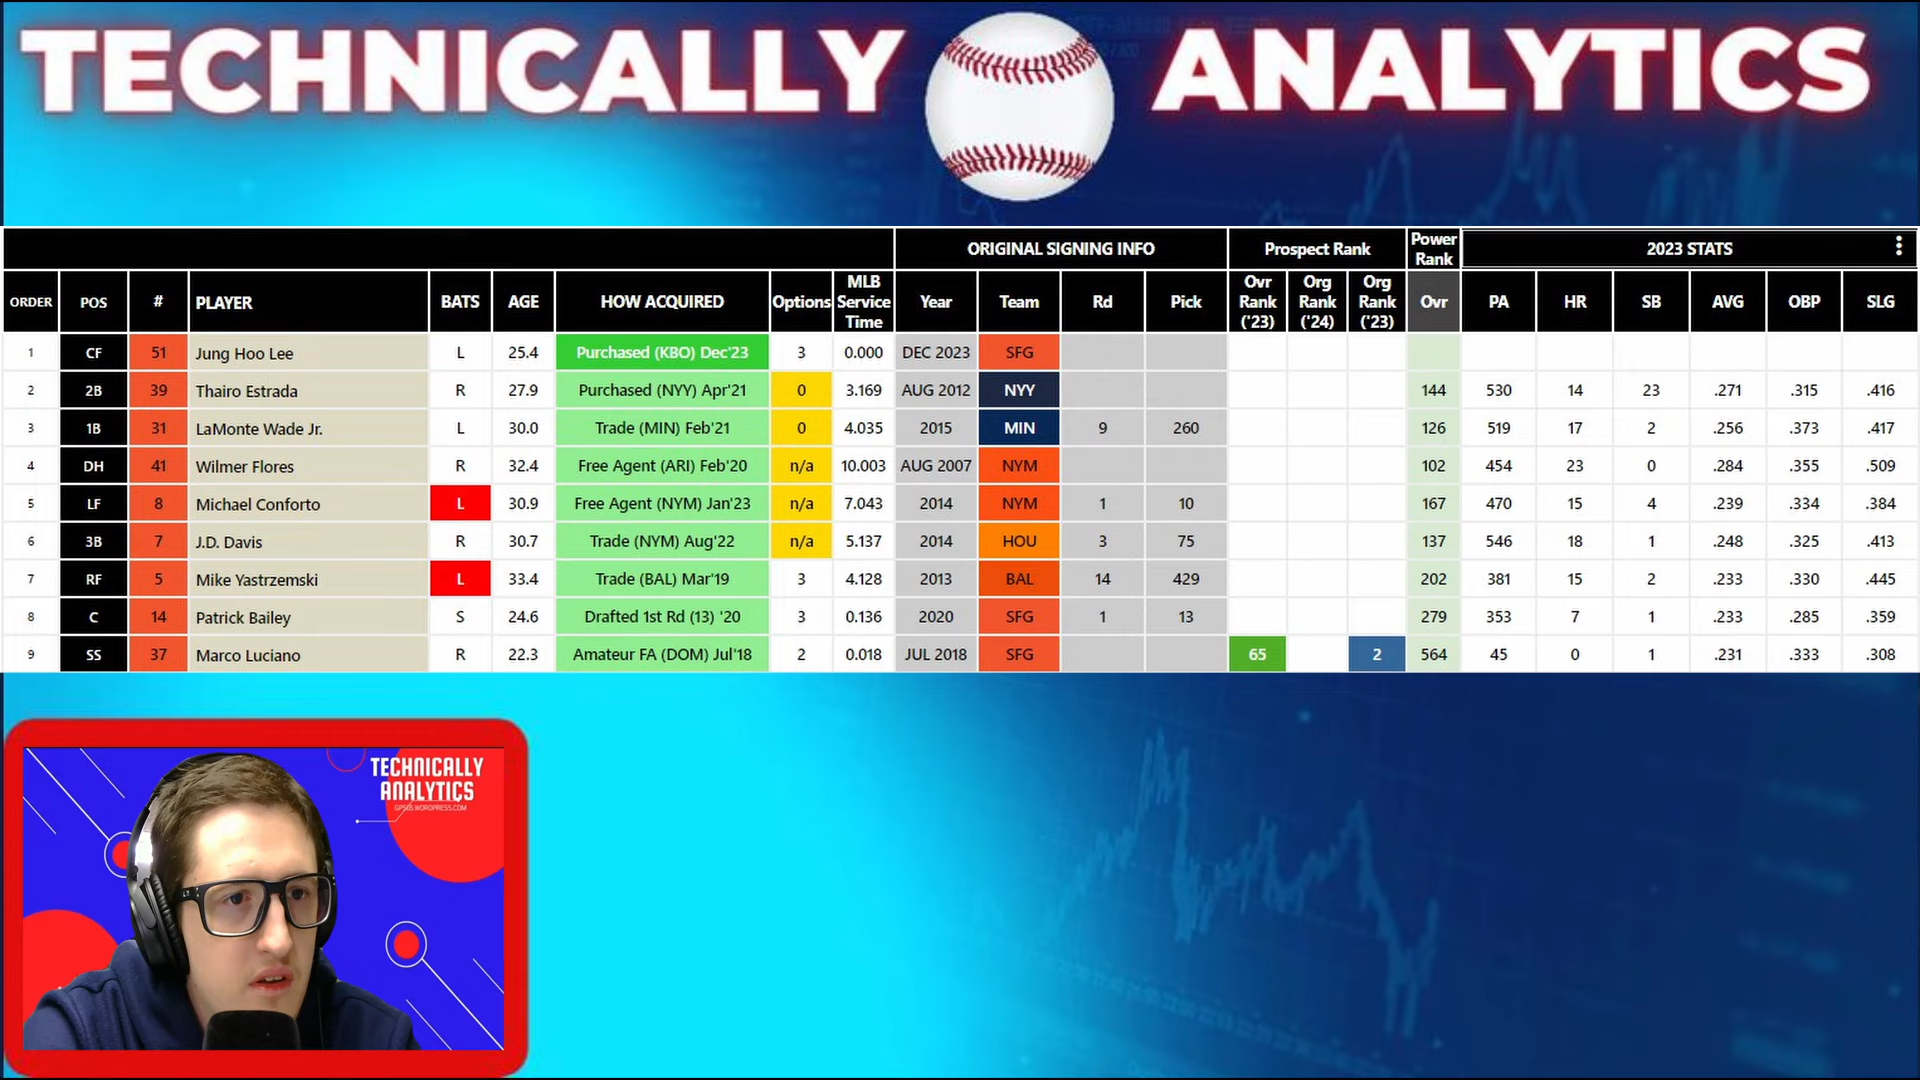 TECHNICALLY ANALYTICS
ORIGINAL SIGNING INFO Prospect Rank Power Rank 2023 STATS
ORDER POS # PLAYER BATS AGE HOW ACQUIRED Options MLB Service Time Year Team Rd Pick Ovr Rank ('23) Org Rank ('24) Org Rank ('23) Ovr PA HR SB AVG OBP SLG
1 CF 51 Jung Hoo Lee L 25.4 Purchased (KBO) Dec'23 3 0.000 DEC 2023 SFG
2 2B 39 Thairo Estrada R 27.9 Purchased (NYY) Apr'21 0 3.169 AUG 2012 NYY 144 530 14 23 .271 .315 .416
3 1B 31 LaMonte Wade Jr. L 30.0 Trade (MIN) Feb'21 0 4.035 2015 MIN 9 260 126 519 17 2 .256 .373 .417
4 DH 41 Wilmer Flores R 32.4 Free Agent (ARI) Feb'20 n/a 10.003 AUG 2007 NYM 102 454 23 0 .284 .355 .509
5 LF 8 Michael Conforto L 30.9 Free Agent (NYM) Jan'23 n/a 7.043 2014 NYM 1 10 167 470 15 4 .239 .334 .384
6 3B 7 J.D. Davis R 30.7 Trade (NYM) Aug'22 n/a 5.137 2014 HOU 3 75 137 546 18 1 .248 .325 .413
7 RF 5 Mike Yastrzemski L 33.4 Trade (BAL) Mar'19 3 4.128 2013 BAL 14 429 202 381 15 2 .233 .330 .445
8 C 14 Patrick Bailey S 24.6 Drafted 1st Rd (13) '20 3 0.136 2020 SFG 1 13 279 353 7 1 .233 .285 .359
9 SS 37 Marco Luciano R 22.3 Amateur FA (DOM) Jul'18 2 0.018 JUL 2018 SFG 65 2 564 45 0 1 .231 .333 .308
TECHNICALLY
ANALYTICS